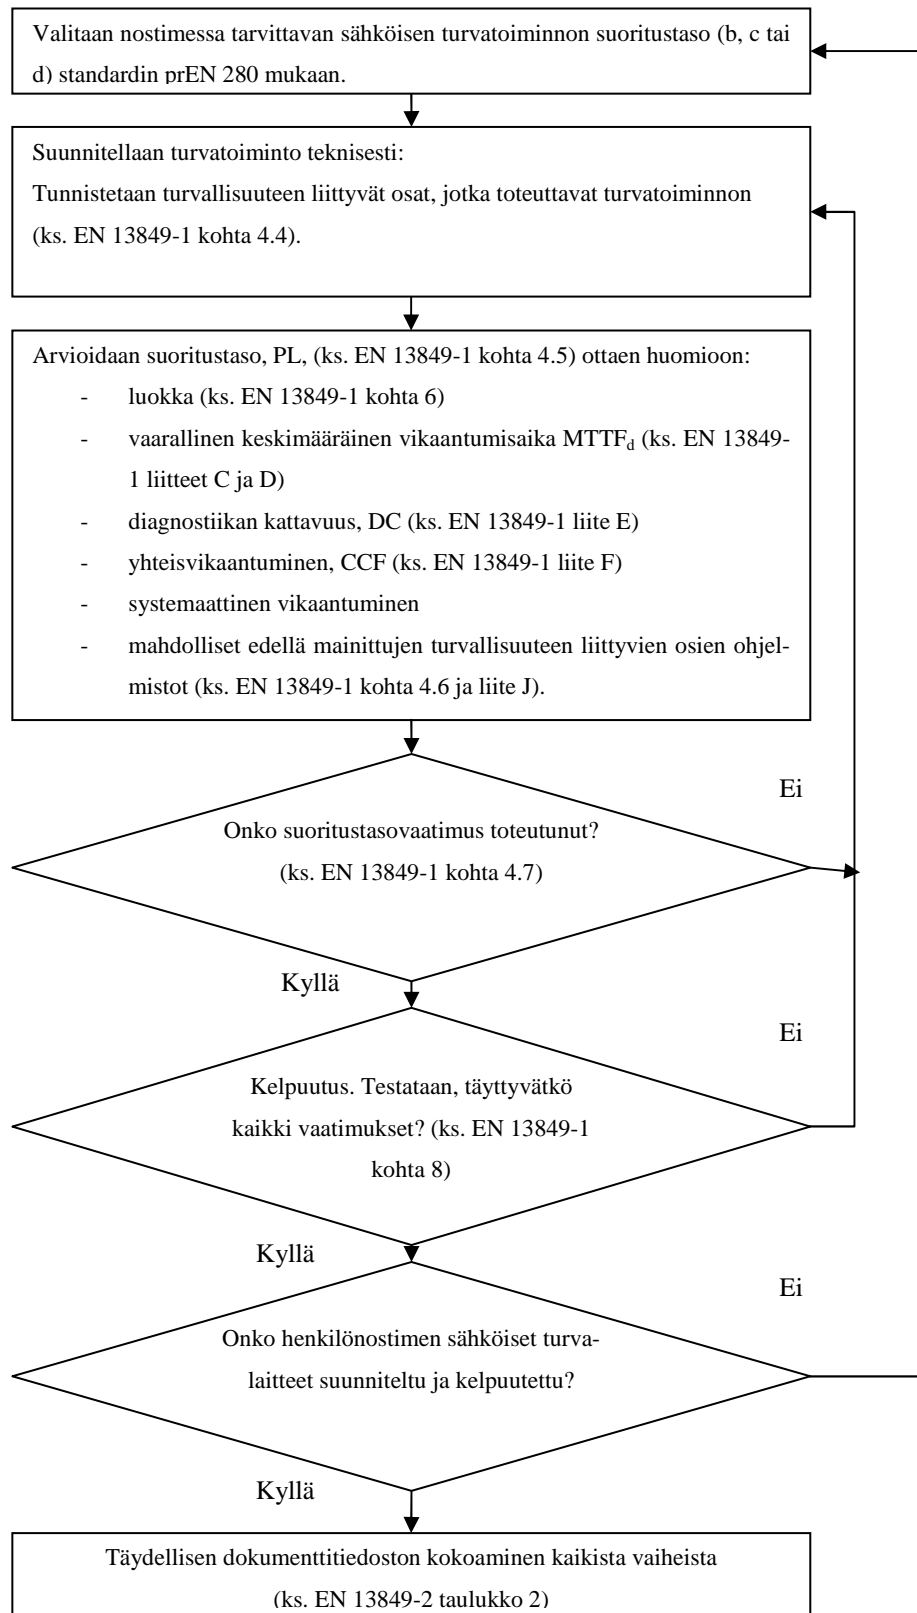 Valitaan nostimessa tarvittavan sähköisen turvatoiminnon suoritustaso (b, c tai
d) standardin prEN 280 mukaan.
Suunnitellaan turvatoiminto teknisesti:
Tunnistetaan turvallisuuteen liittyvät osat, jotka toteuttavat turvatoiminnon
(ks. EN 13849-1 kohta 4.4).
Arvioidaan suoritustaso, PL, (ks. EN 13849-1 kohta 4.5) ottaen huomioon:
- luokka (ks. EN 13849-1 kohta 6)
- vaarallinen keskimääräinen vikaantumisaika MTTFd (ks. EN 13849-
1 liitteet C ja D)
- diagnostiikan kattavuus, DC (ks. EN 13849-1 liite E)
- yhteisvikaantuminen, CCF (ks. EN 13849-1 liite F)
- systemaattinen vikaantuminen
- mahdolliset edellä mainittujen turvallisuuteen liittyvien osien ohjel-
mistot (ks. EN 13849-1 kohta 4.6 ja liite J).
Ei
Onko suoritustasovaatimus toteutunut?
(ks. EN 13849-1 kohta 4.7)
Kyllä
Ei
Kelpuutus. Testataan, täyttyvätkö
kaikki vaatimukset? (ks. EN 13849-1
kohta 8)
Kyllä
Ei
Onko henkilönostimen sähköiset turva-
laitteet suunniteltu ja kelpuutettu?
Kyllä
Täydellisen dokumenttitiedoston kokoaminen kaikista vaiheista
(ks. EN 13849-2 taulukko 2)